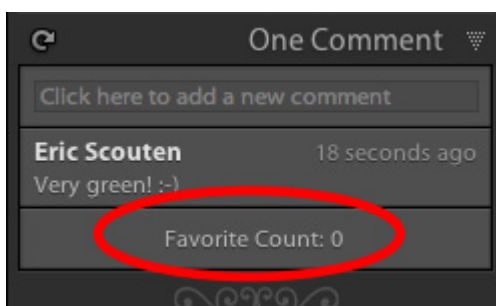 One Comment
Click here to add a new comment
Eric Scouten 18 seconds ago
Very green! :-)
Favorite Count: 0